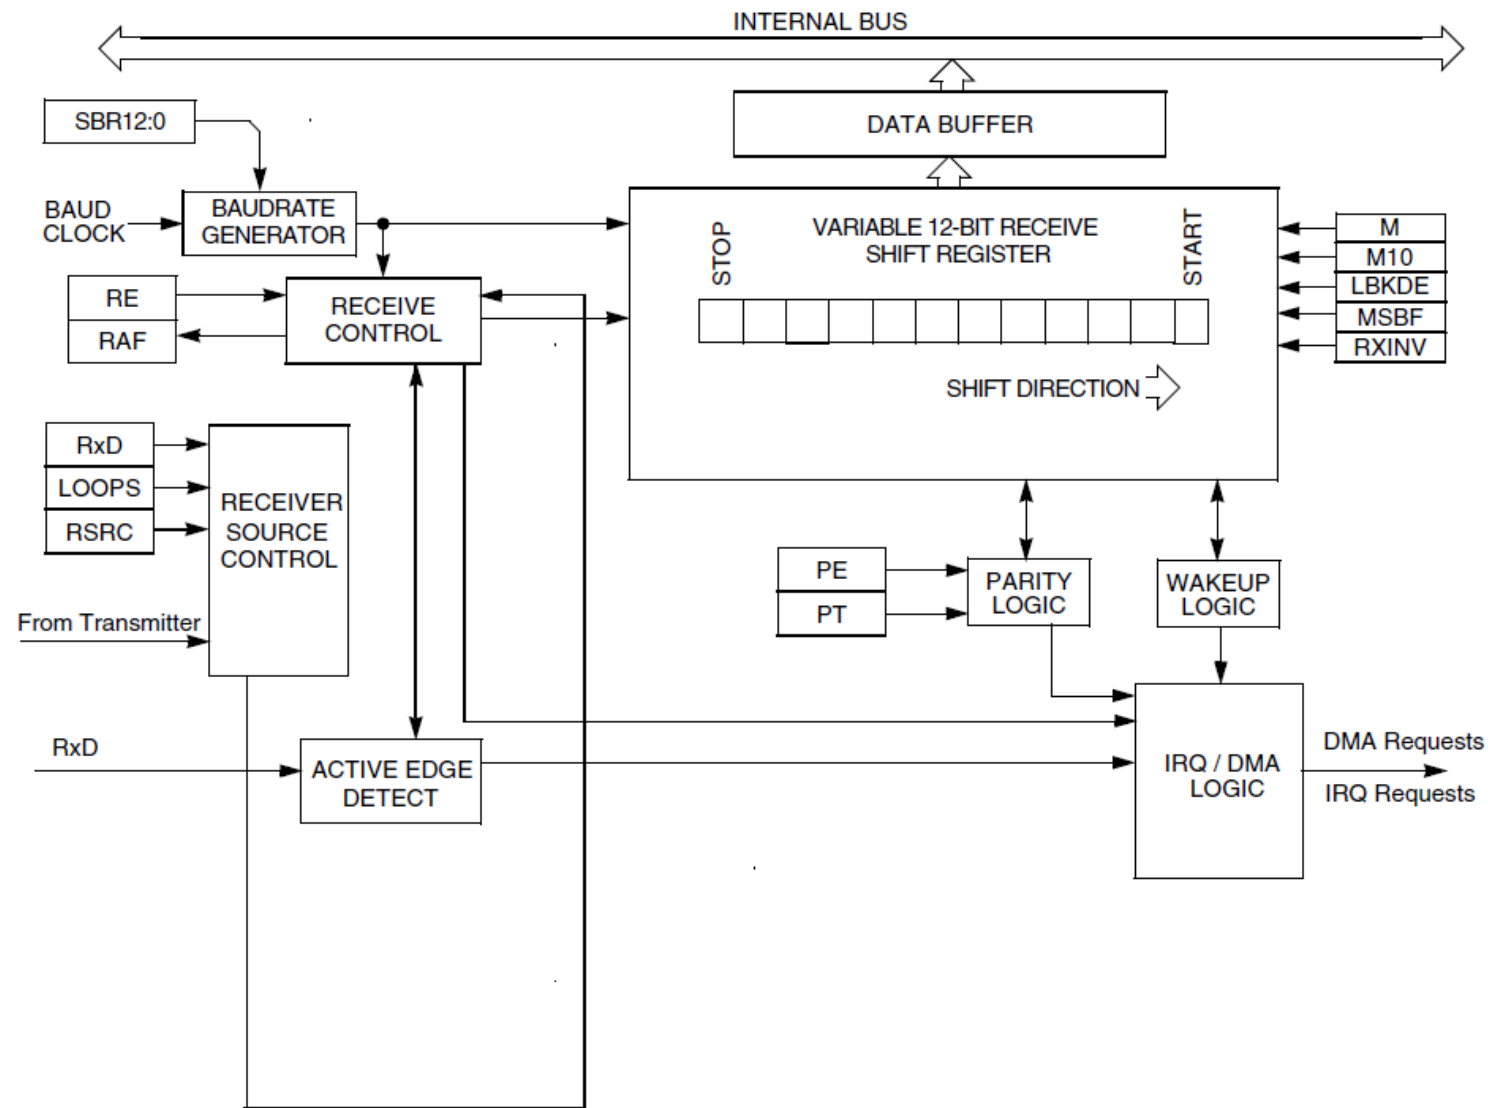 INTERNAL BUS
SBR12:0
DATA BUFFER
BAUD
CLOCK
BAUDRATE
GENERATOR
STOP
VARIABLE 12-BIT RECEIVE
SHIFT REGISTER
START
M
M10
LBKDE
MSBF
RXINV
RE
RAF
RECEIVE
CONTROL
SHIFT DIRECTION
RxD
LOOPS
RSRC
RECEIVER
SOURCE
CONTROL
From Transmitter
PE
PT
PARITY
LOGIC
WAKEUP
LOGIC
RxD
ACTIVE EDGE
DETECT
IRQ / DMA
LOGIC
DMA Requests
IRQ Requests